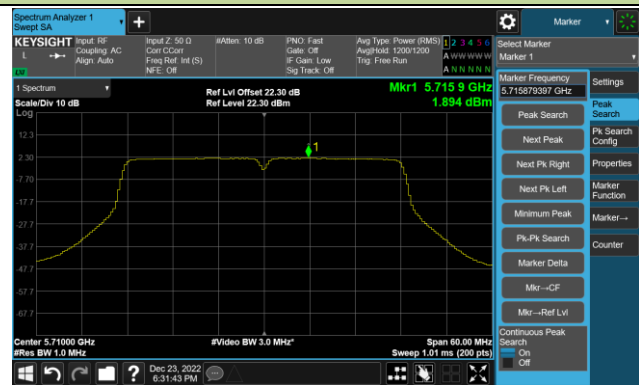 Spectrum Analyzer 1
Swept SA
+
Marker
KEYSIGHT
L
Input: RF
Coupling: AC
Align: Auto
Input Z: 50 Ω
Corr CCorr
Freq Ref: Int (S)
NFE: Off
#Atten: 10 dB
PNO: Fast
Gate: Off
IF Gain: Low
Sig Track: Off
Avg Type: Power (RMS)
Avg|Hold: 1200/1200
Trig: Free Run
1 2 3 4 5 6
A W W W W W
A N N N N N
Select Marker
Marker 1
1 Spectrum
Scale/Div 10 dB
Log
Ref Lvl Offset 22.30 dB
Ref Level 22.30 dBm
Mkr1 5.715 9 GHz
1.894 dBm
12.3
2.30
-7.70
-17.7
-27.7
-37.7
-47.7
-57.7
-67.7
1
Center 5.71000 GHz
#Res BW 1.0 MHz
#Video BW 3.0 MHz*
Span 60.00 MHz
Sweep 1.01 ms (200 pts)
Marker Frequency
5.715879397 GHz
Peak Search
Next Peak
Next Pk Right
Next Pk Left
Minimum Peak
Pk-Pk Search
Marker Delta
Mkr→CF
Mkr→Ref Lvl
Continuous Peak
Search
On
Off
Settings
Peak
Search
Pk Search
Config
Properties
Marker
Function
Marker→
Counter
?
Dec 23, 2022
6:31:43 PM